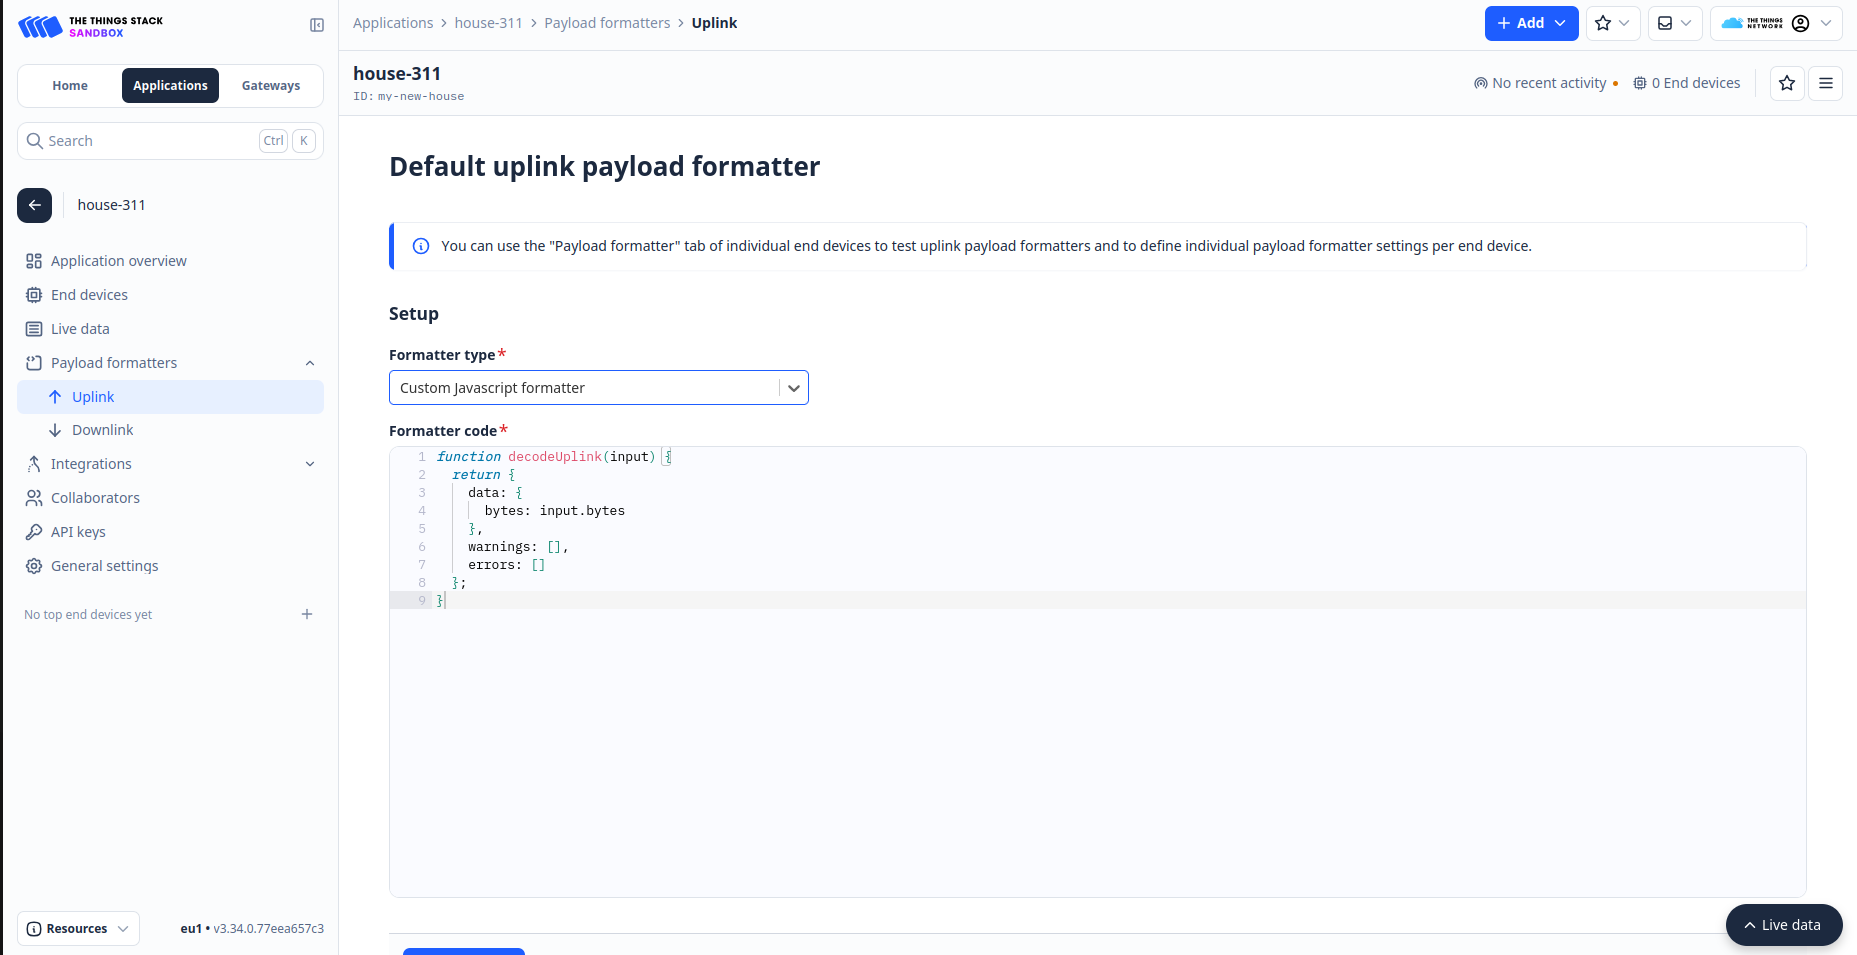 THE THINGS STACK
SANDBOX
Home
Applications
Gateways
Search
Ctrl
K
house-311
Application overview
End devices
Live data
Payload formatters
Uplink
Downlink
Integrations
Collaborators
API keys
General settings
No top end devices yet
Resources
eu1 • v3.34.0.77eea657c3
Applications > house-311 > Payload formatters > Uplink
Add
THE THINGS
NETWORK
house-311
ID: my-new-house
No recent activity
0 End devices
Default uplink payload formatter
You can use the "Payload formatter" tab of individual end devices to test uplink payload formatters and to define individual payload formatter settings per end device.
Setup
Formatter type*
Custom Javascript formatter
Formatter code*
1 function decodeUplink(input) {
2   return {
3     data: {
4       bytes: input.bytes
5     },
6     warnings: [],
7     errors: []
8   };
9 }
Live data